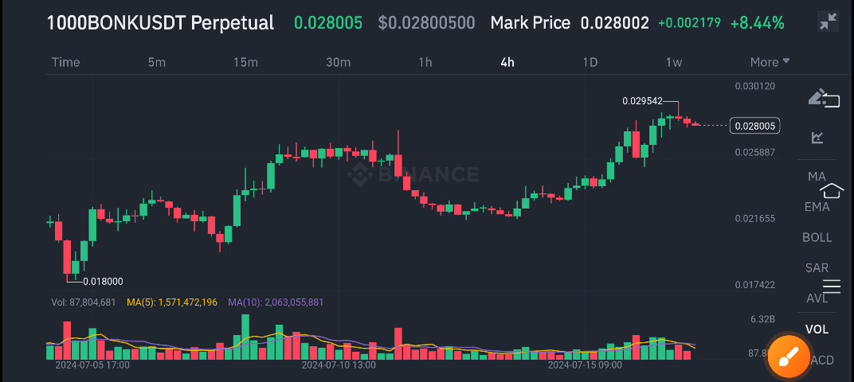 1000BONKUSDT Perpetual 0.028005 $0.02800500 Mark Price 0.028002 +0.002179 +8.44%
Time 5m 15m 30m 1h 4h 1D 1w More
0.030120
0.029542
0.028005
0.025887
BINANCE
MA
EMA
0.021655
BOLL
SAR
0.018000
0.017422
AVL
Vol: 87,804,681 MA(5): 1,571,472,196 MA(10): 2,063,055,881
6.32B
VOL
87.8
2024-07-05 17:00 2024-07-10 13:00 2024-07-15 09:00